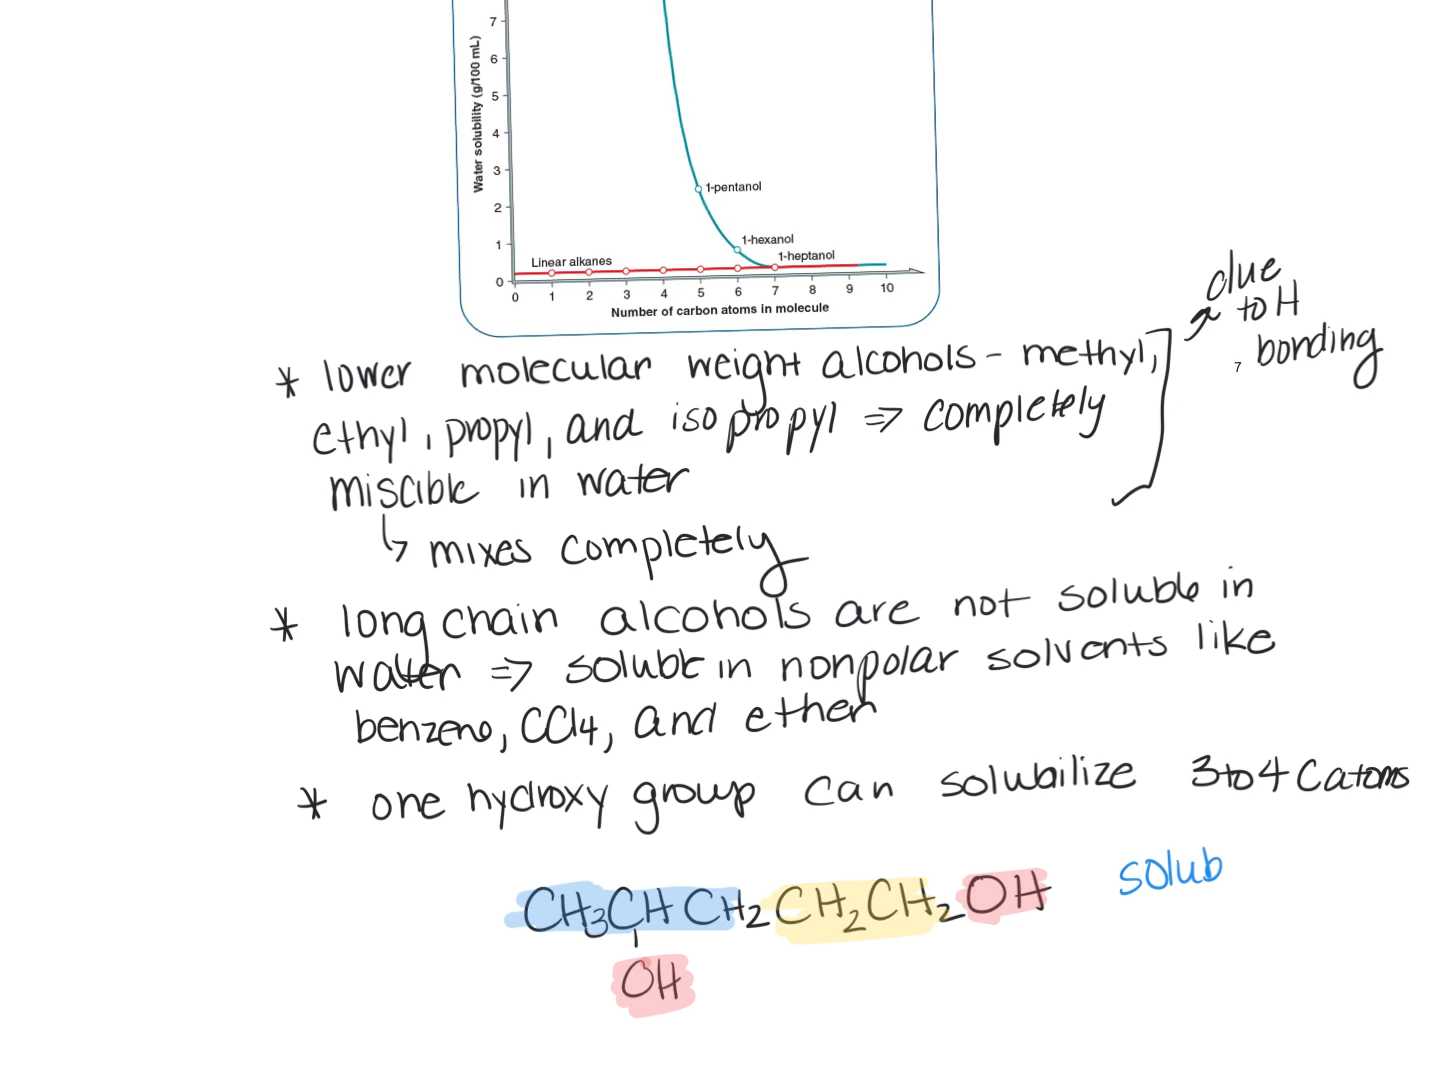 7
6
5
4
3
2
1
0
Water solubility (g/100 mL)
1-pentanol
1-hexanol
1-heptanol
Linear alkanes
0 1 2 3 4 5 6 7 8 9 10
Number of carbon atoms in molecule
* lower molecular weight alcohols - methyl,
ethyl, propyl, and isopropyl => completely
miscible in water
↳ mixes completely
due
to H
bonding
7
* long chain alcohols are not soluble in
water => soluble in nonpolar solvents like
benzene, CCl4, and ether
* one hydroxy group can solubilize 3 to 4 C atoms
CH3CHCH2CH2CH2OH
OH
solub